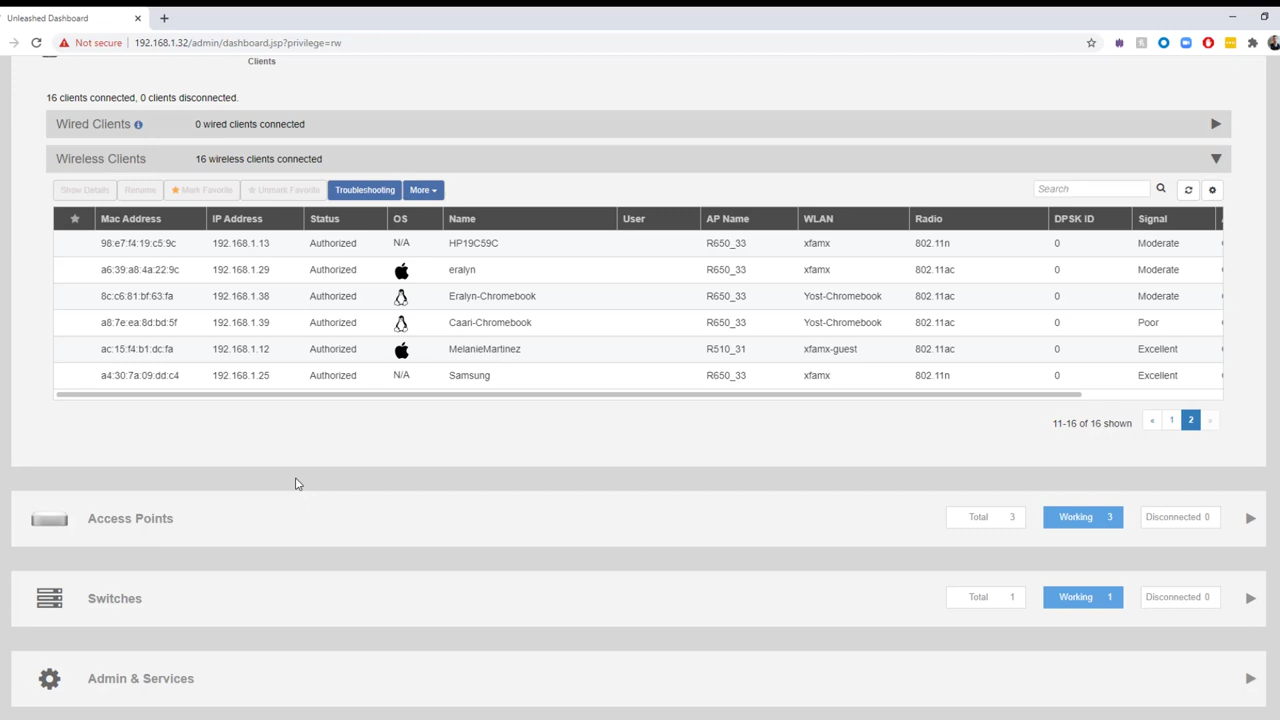 Unleashed Dashboard
Not secure 192.168.1.32/admin/dashboard.jsp?privilege=rw
Clients
16 clients connected, 0 clients disconnected.
Wired Clients 0 wired clients connected
Wireless Clients 16 wireless clients connected
Show Details Rename Mark Favorite Unmark Favorite Troubleshooting More Search
Mac Address IP Address Status OS Name User AP Name WLAN Radio DPSK ID Signal
98:e7:f4:19:c5:9c 192.168.1.13 Authorized N/A HP19C59C R650_33 xfamx 802.11n 0 Moderate
a6:39:a8:4a:22:9c 192.168.1.29 Authorized eralyn R650_33 xfamx 802.11ac 0 Moderate
8c:c6:81:bf:63:fa 192.168.1.38 Authorized Eralyn-Chromebook R650_33 Yost-Chromebook 802.11ac 0 Moderate
a8:7e:ea:8d:bd:5f 192.168.1.39 Authorized Caari-Chromebook R650_33 Yost-Chromebook 802.11ac 0 Poor
ac:15:f4:b1:dc:fa 192.168.1.12 Authorized MelanieMartinez R510_31 xfamx-guest 802.11ac 0 Excellent
a4:30:7a:09:dd:c4 192.168.1.25 Authorized N/A Samsung R650_33 xfamx 802.11n 0 Excellent
11-16 of 16 shown « 1 2 »
Access Points Total 3 Working 3 Disconnected 0
Switches Total 1 Working 1 Disconnected 0
Admin & Services